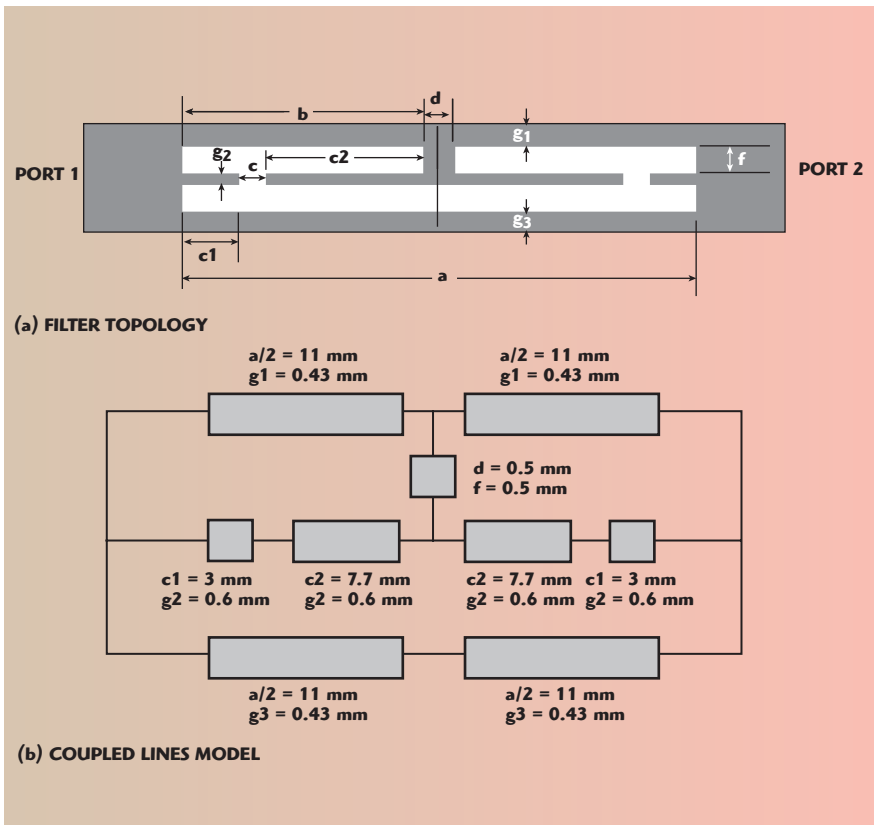 d
b
g1
g2
c
c2
f
PORT 1
PORT 2
g3
c1
a
(a) FILTER TOPOLOGY
a/2 = 11 mm
g1 = 0.43 mm
a/2 = 11 mm
g1 = 0.43 mm
d = 0.5 mm
f = 0.5 mm
c1 = 3 mm
g2 = 0.6 mm
c2 = 7.7 mm
g2 = 0.6 mm
c2 = 7.7 mm
g2 = 0.6 mm
c1 = 3 mm
g2 = 0.6 mm
a/2 = 11 mm
g3 = 0.43 mm
a/2 = 11 mm
g3 = 0.43 mm
(b) COUPLED LINES MODEL